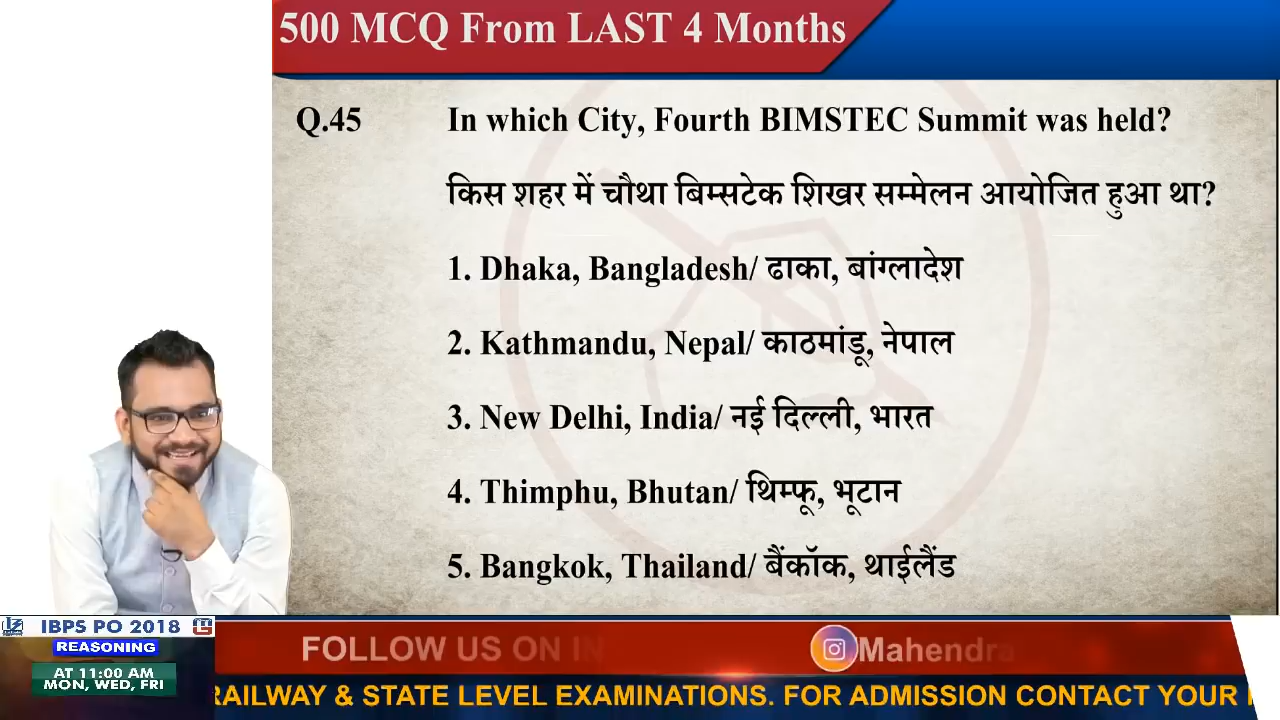 500 MCQ From LAST 4 Months
Q.45 In which City, Fourth BIMSTEC Summit was held?
किस शहर में चौथा बिम्सटेक शिखर सम्मेलन आयोजित हुआ था?
1. Dhaka, Bangladesh/ ढाका, बांग्लादेश
2. Kathmandu, Nepal/ काठमांडू, नेपाल
3. New Delhi, India/ नई दिल्ली, भारत
4. Thimphu, Bhutan/ थिम्फू, भूटान
5. Bangkok, Thailand/ बैंकॉक, थाईलैंड
IBPS PO 2018
REASONING
AT 11:00 AM
MON, WED, FRI
FOLLOW US ON IN
Mahendra
RAILWAY & STATE LEVEL EXAMINATIONS. FOR ADMISSION CONTACT YOUR